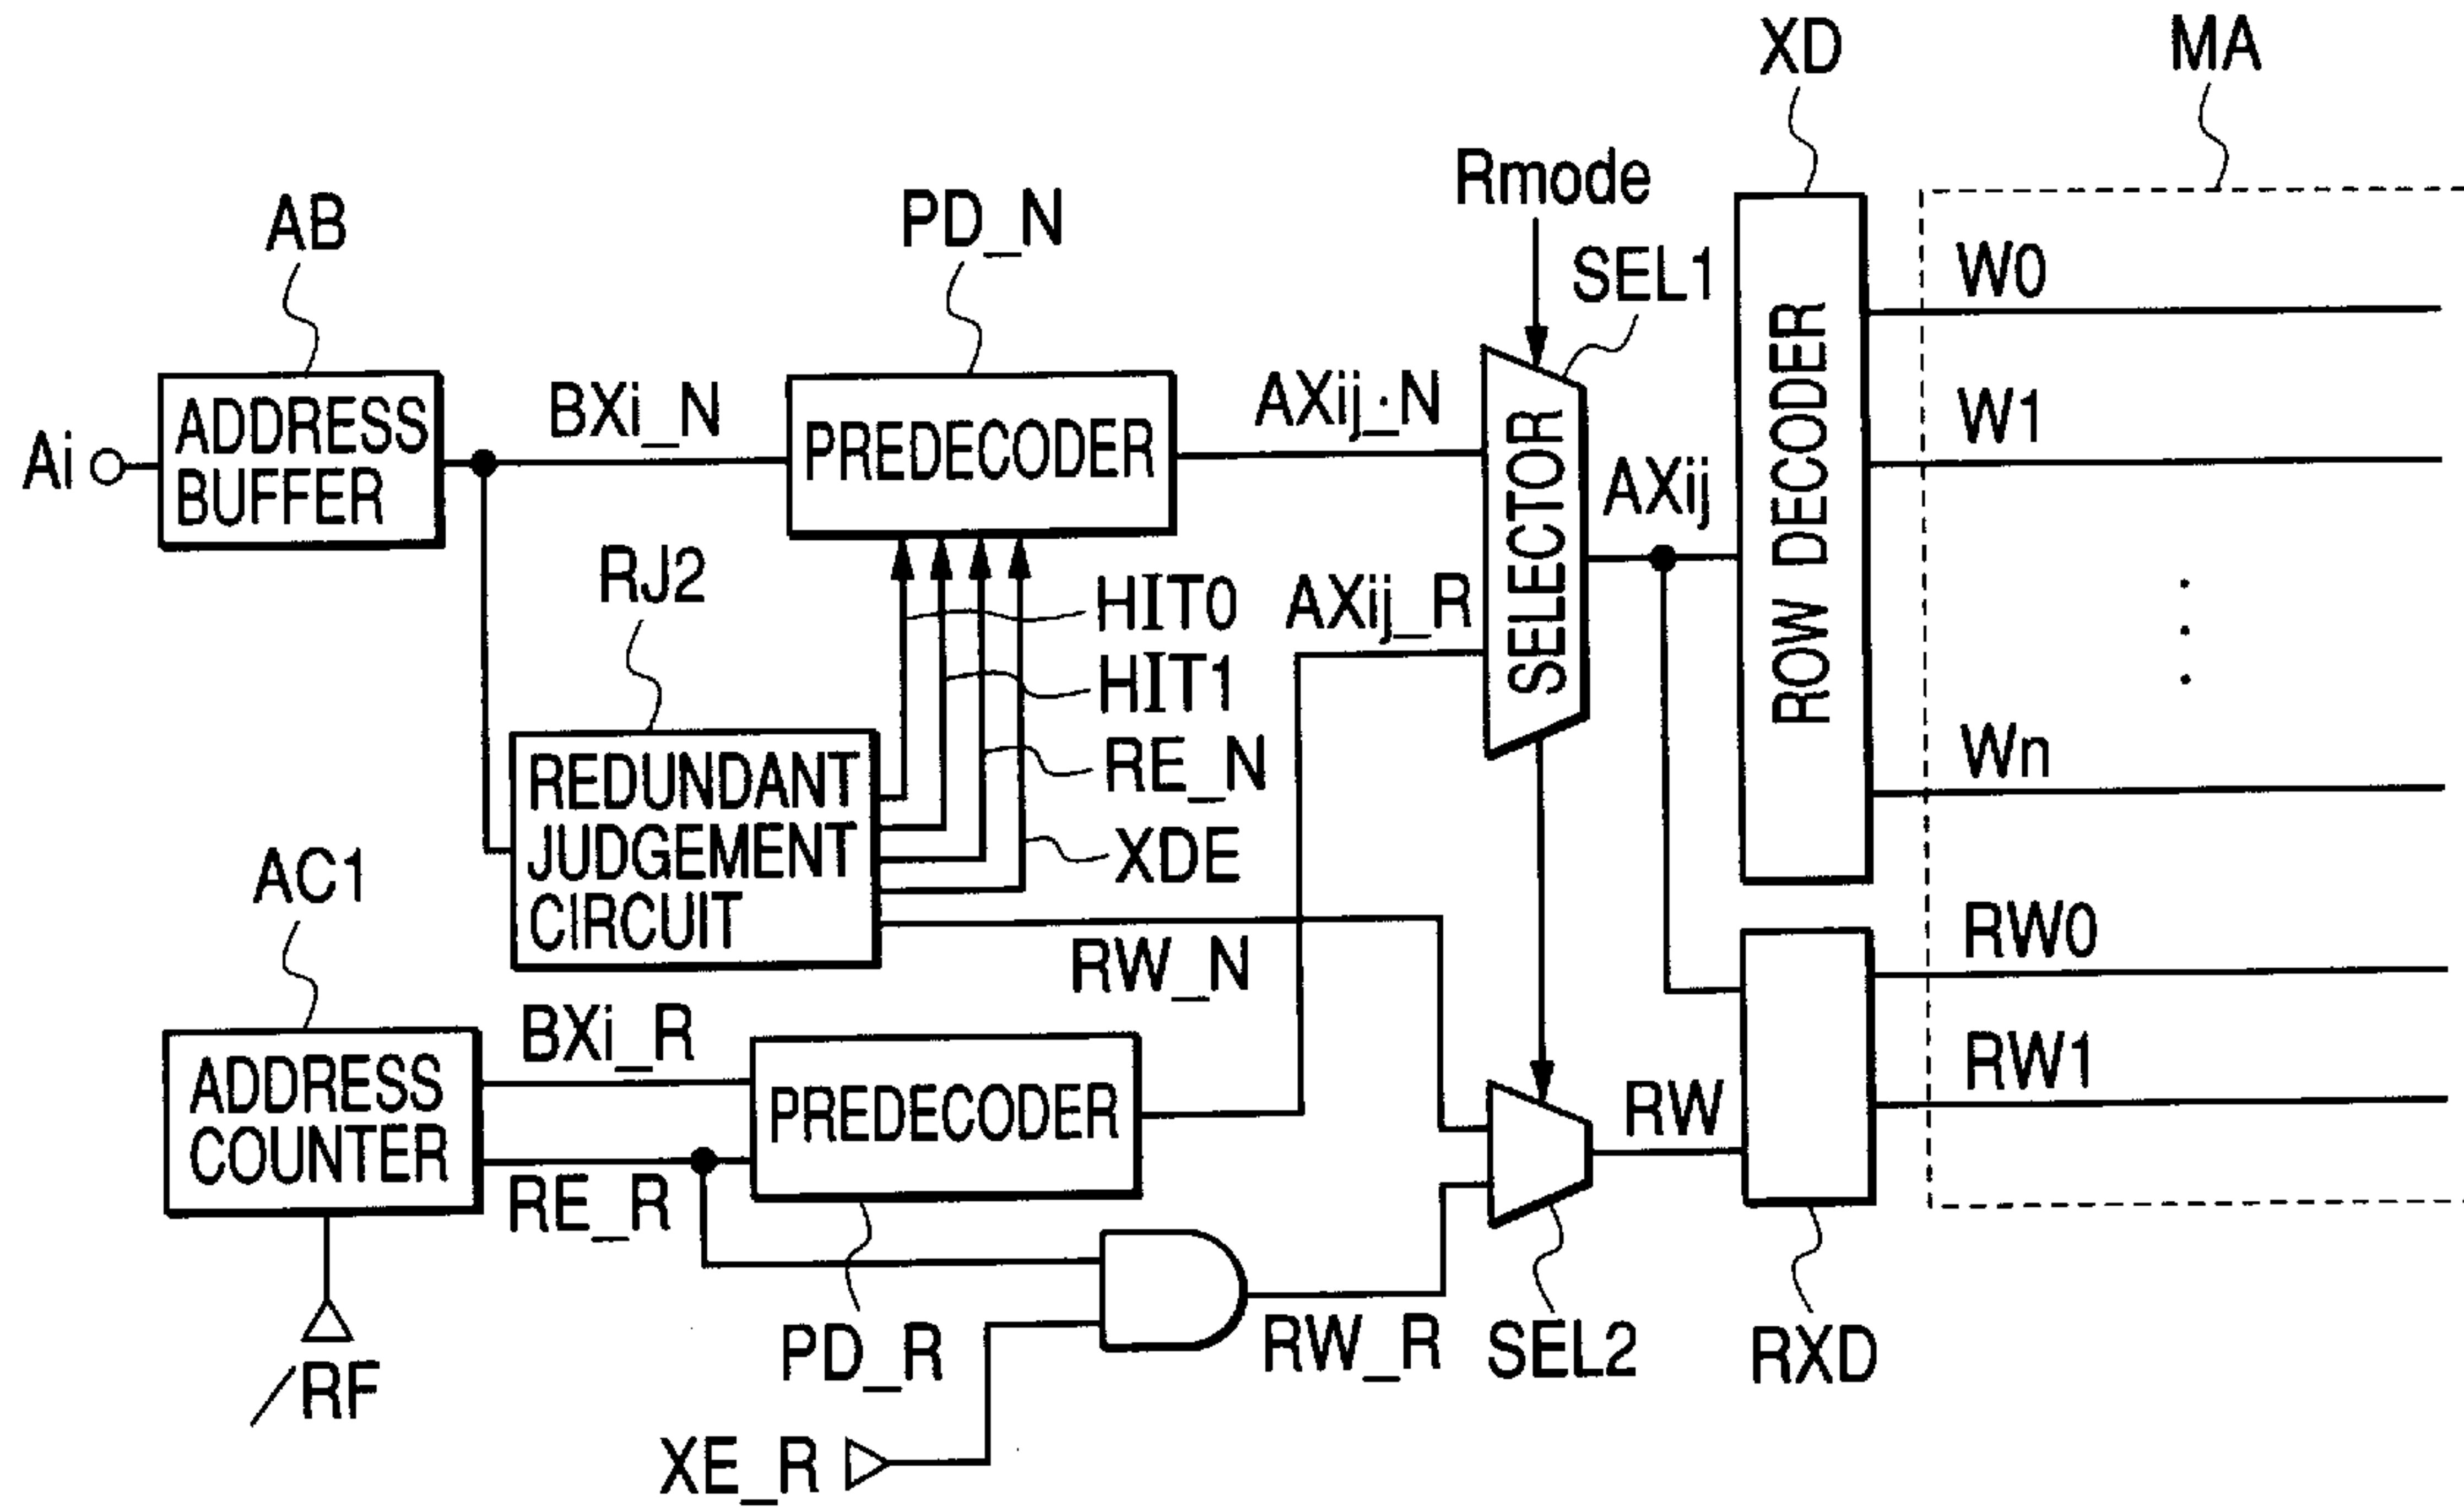 XD
MA
Rmode
AB
PD_N
SEL1
W0
ADDRESS
BUFFER
Ai
BXi_N
PREDECODER
AXij_N
SELECTOR
AXij
ROW DECODER
W1
RJ2
HIT0
AXij_R
HIT1
RE_N
Wn
REDUNDANT
JUDGEMENT
CIRCUIT
XDE
AC1
RW_N
RW0
BXi_R
ADDRESS
COUNTER
PREDECODER
RW
RW1
RE_R
/RF
PD_R
RW_R
SEL2
RXD
XE_R